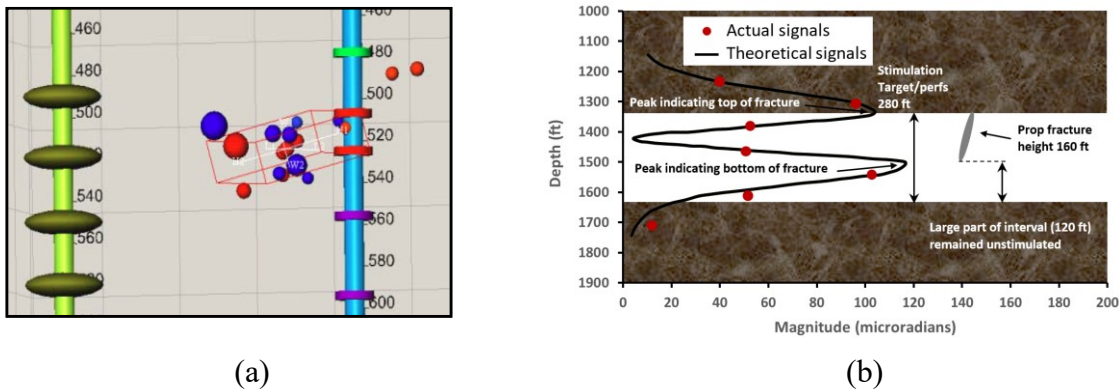 460
480
500
520
540
560
460
480
500
520
540
560
580
600
W2
(a)
1000
1100
1200
1300
1400
1500
1600
1700
1800
1900
Depth (ft)
Actual signals
Theoretical signals
Stimulation
Target/perfs
280 ft
Peak indicating top of fracture
Prop fracture
height 160 ft
Peak indicating bottom of fracture
Large part of interval (120 ft)
remained unstimulated
0
20
40
60
80
100
120
140
160
180
200
Magnitude (microradians)
(b)